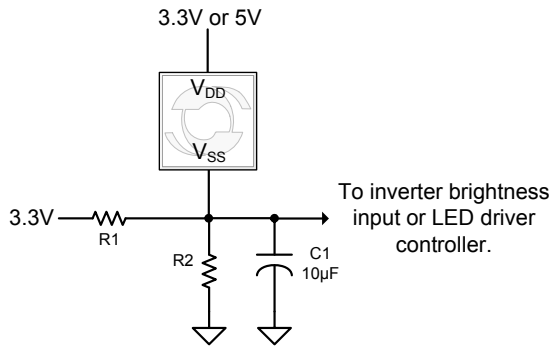 3.3V or 5V
VDD
VSS
3.3V
R1
R2
C1
10µF
To inverter brightness
input or LED driver
controller.